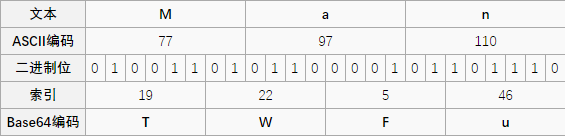 文本 M a n
ASCII编码 77 97 110
二进制位 0 1 0 0 1 1 0 1 0 1 1 0 0 0 0 1 0 1 1 0 1 1 1 0
索引 19 22 5 46
Base64编码 T W F u